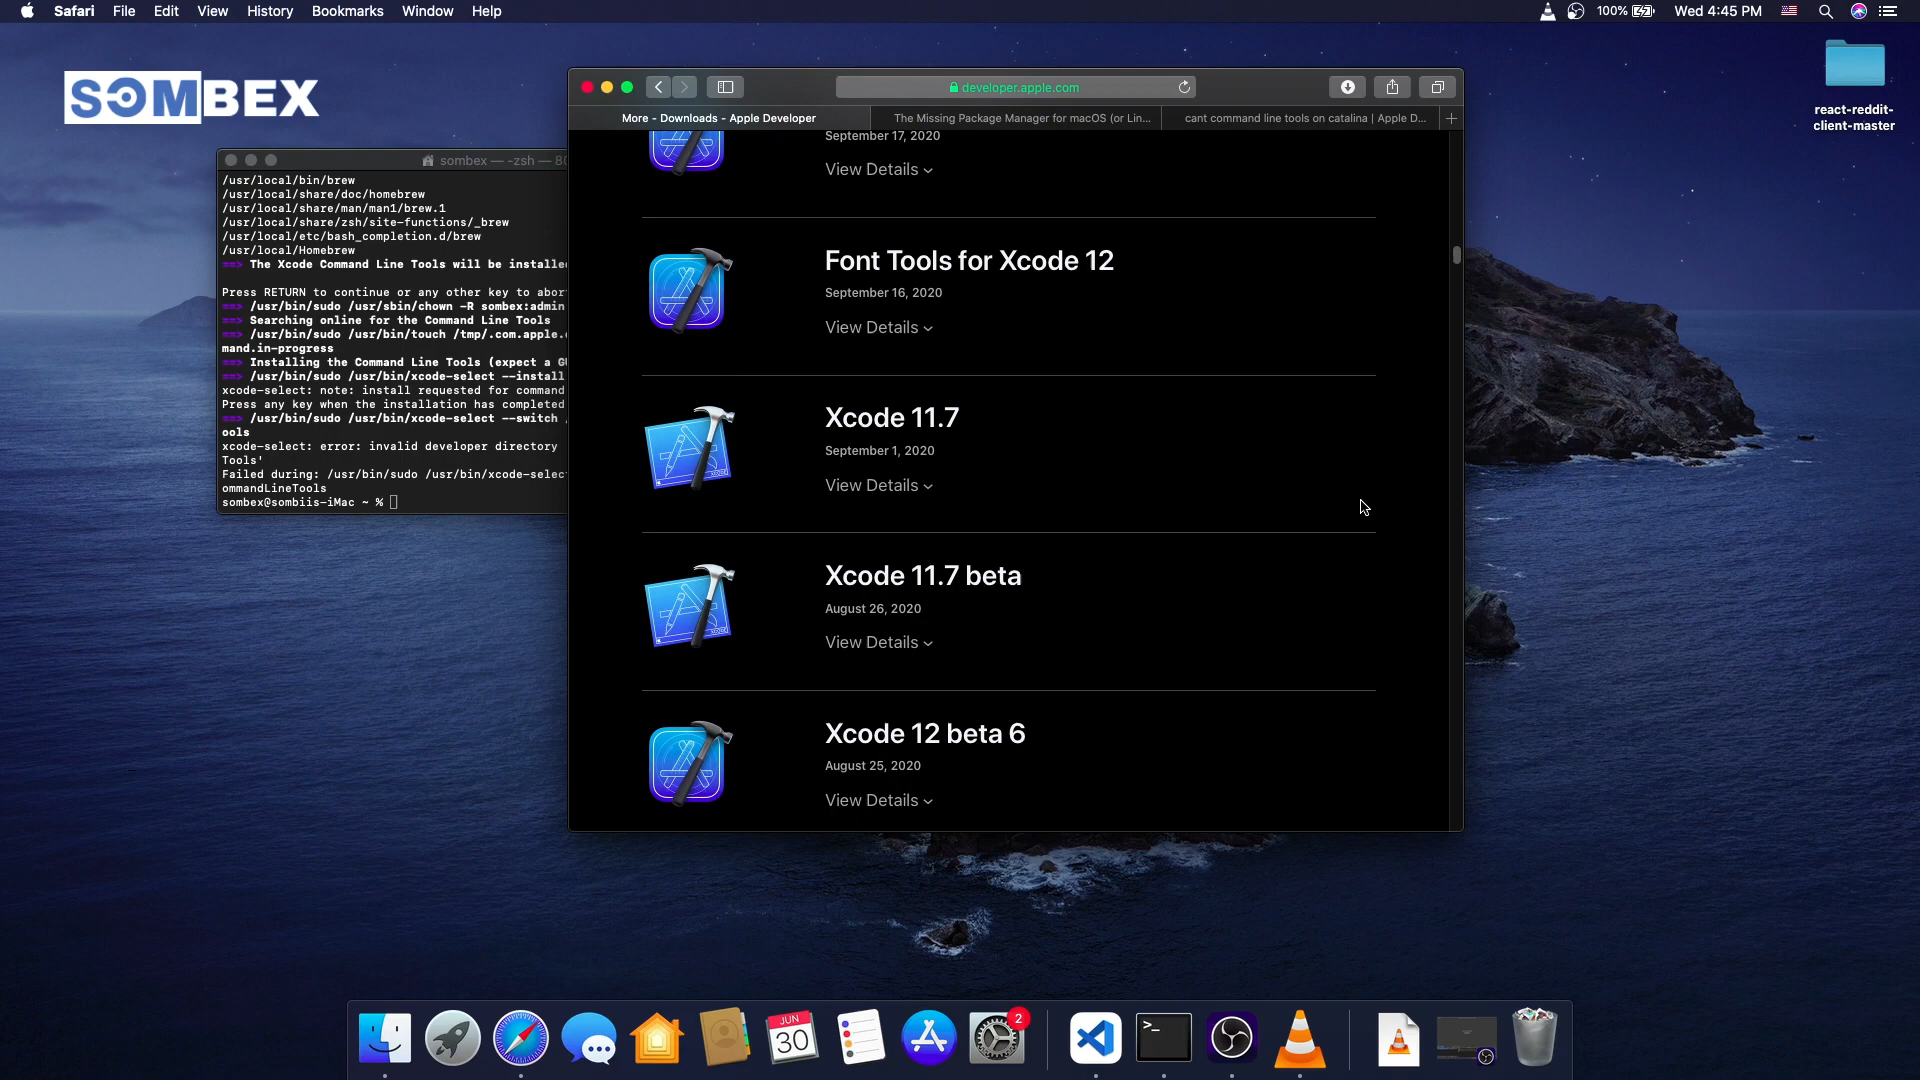 Safari File Edit View History Bookmarks Window Help
100% Wed 4:45 PM
SOMBEX
react-reddit-
client-master
developer.apple.com
More - Downloads - Apple Developer
The Missing Package Manager for macOS (or Lin...
cant command line tools on catalina | Apple D...
sombex — -zsh — 80
/usr/local/bin/brew
/usr/local/share/doc/homebrew
/usr/local/share/man/man1/brew.1
/usr/local/share/zsh/site-functions/_brew
/usr/local/etc/bash_completion.d/brew
/usr/local/Homebrew
==> The Xcode Command Line Tools will be installe
Press RETURN to continue or any other key to abor
==> /usr/bin/sudo /usr/sbin/chown -R sombex:admin
==> Searching online for the Command Line Tools
==> /usr/bin/sudo /usr/bin/touch /tmp/.com.apple.
mand.in-progress
==> Installing the Command Line Tools (expect a GU
==> /usr/bin/sudo /usr/bin/xcode-select --install
xcode-select: note: install requested for command
Press any key when the installation has completed
==> /usr/bin/sudo /usr/bin/xcode-select --switch
ools
xcode-select: error: invalid developer directory
Tools'
Failed during: /usr/bin/sudo /usr/bin/xcode-selec
ommandLineTools
sombex@sombiis-iMac ~ %
September 17, 2020
View Details
Font Tools for Xcode 12
September 16, 2020
View Details
Xcode 11.7
September 1, 2020
View Details
Xcode 11.7 beta
August 26, 2020
View Details
Xcode 12 beta 6
August 25, 2020
View Details
JUN
30
2
>_